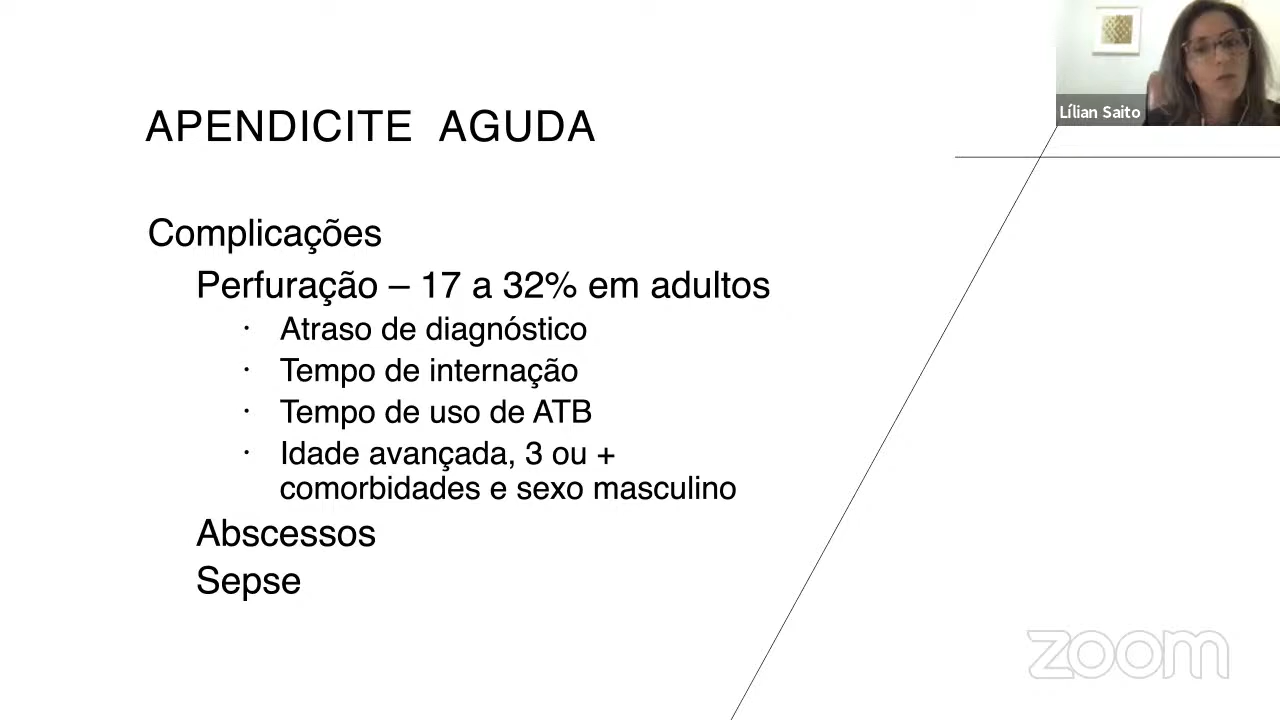 APENDICITE AGUDA
Lílian Saito
Complicações
Perfuração – 17 a 32% em adultos
· Atraso de diagnóstico
· Tempo de internação
· Tempo de uso de ATB
· Idade avançada, 3 ou +
comorbidades e sexo masculino
Abscessos
Sepse
zoom